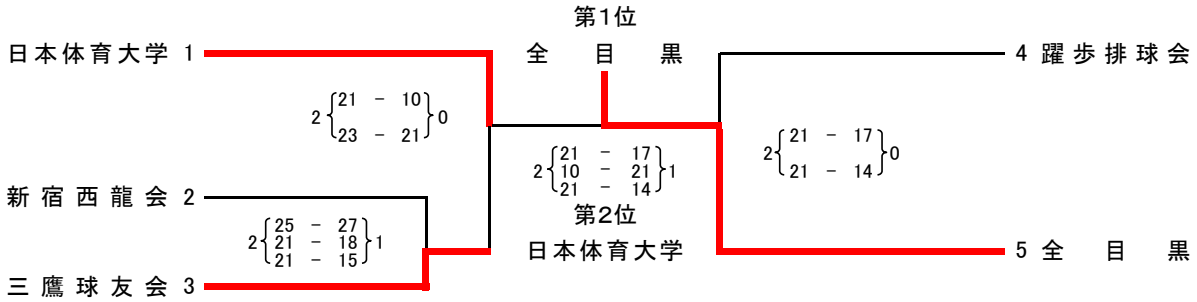 第1位
日本体育大学 1
全目黒
4 躍歩排球会
2 21 － 10 0
23 － 21
2 21 － 17 1
10 － 21
21 － 14
2 21 － 17 0
21 － 14
新宿西龍会 2
2 25 － 27 1
21 － 18
21 － 15
第2位
日本体育大学
5 全目黒
三鷹球友会 3